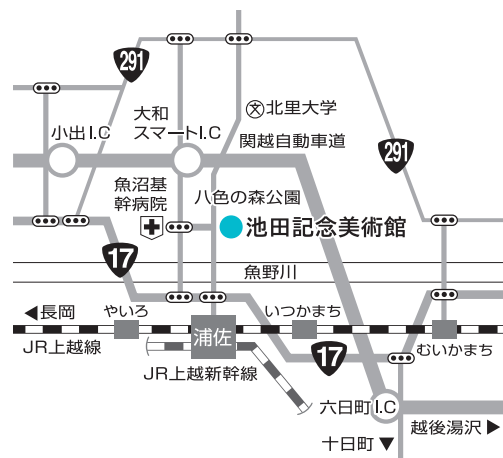 291
大和
スマートI.C
小出I.C
文北里大学
関越自動車道
291
魚沼基
幹病院
八色の森公園
池田記念美術館
17
魚野川
◀長岡
やいろ
浦佐
いつかまち
むいかまち
JR上越線
JR上越新幹線
17
六日町I.C
越後湯沢▶
十日町▼